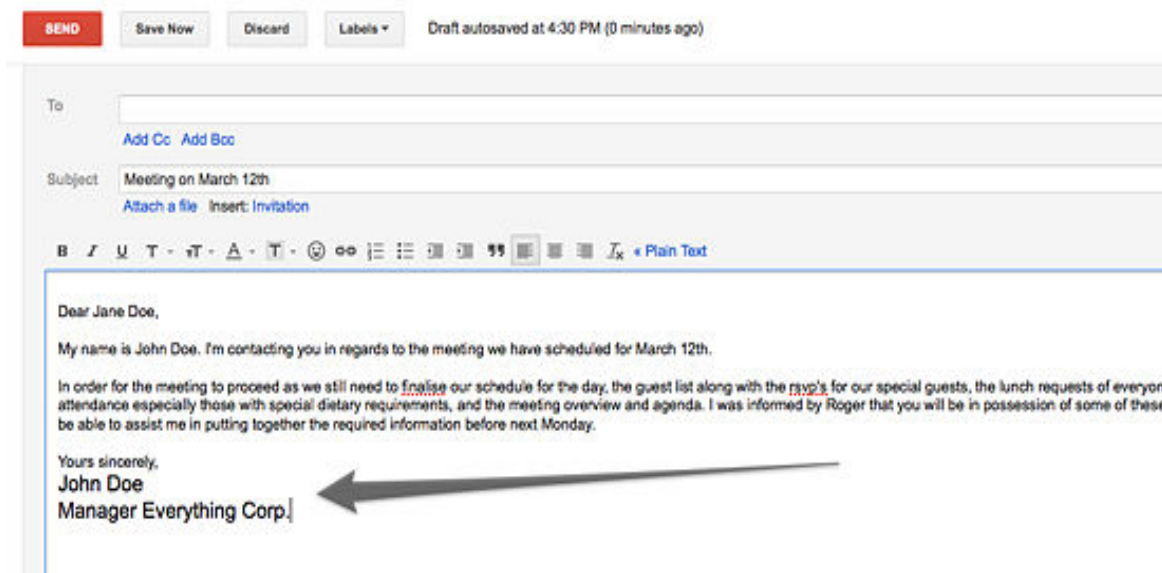 SEND Save Now Discard Labels Draft autosaved at 4:30 PM (0 minutes ago)
To
Add Cc Add Bcc
Subject Meeting on March 12th
Attach a file Insert: Invitation
B I U T T A T Tx « Plain Text
Dear Jane Doe,
My name is John Doe. I'm contacting you in regards to the meeting we have scheduled for March 12th.
In order for the meeting to proceed as we still need to finalise our schedule for the day, the guest list along with the rsvp's for our special guests, the lunch requests of everyon
attendance especially those with special dietary requirements, and the meeting overview and agenda. I was informed by Roger that you will be in possession of some of these
be able to assist me in putting together the required information before next Monday.
Yours sincerely,
John Doe
Manager Everything Corp.